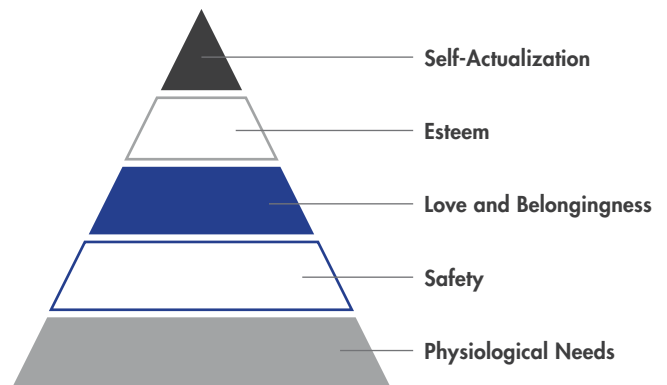 Self-Actualization
Esteem
Love and Belongingness
Safety
Physiological Needs